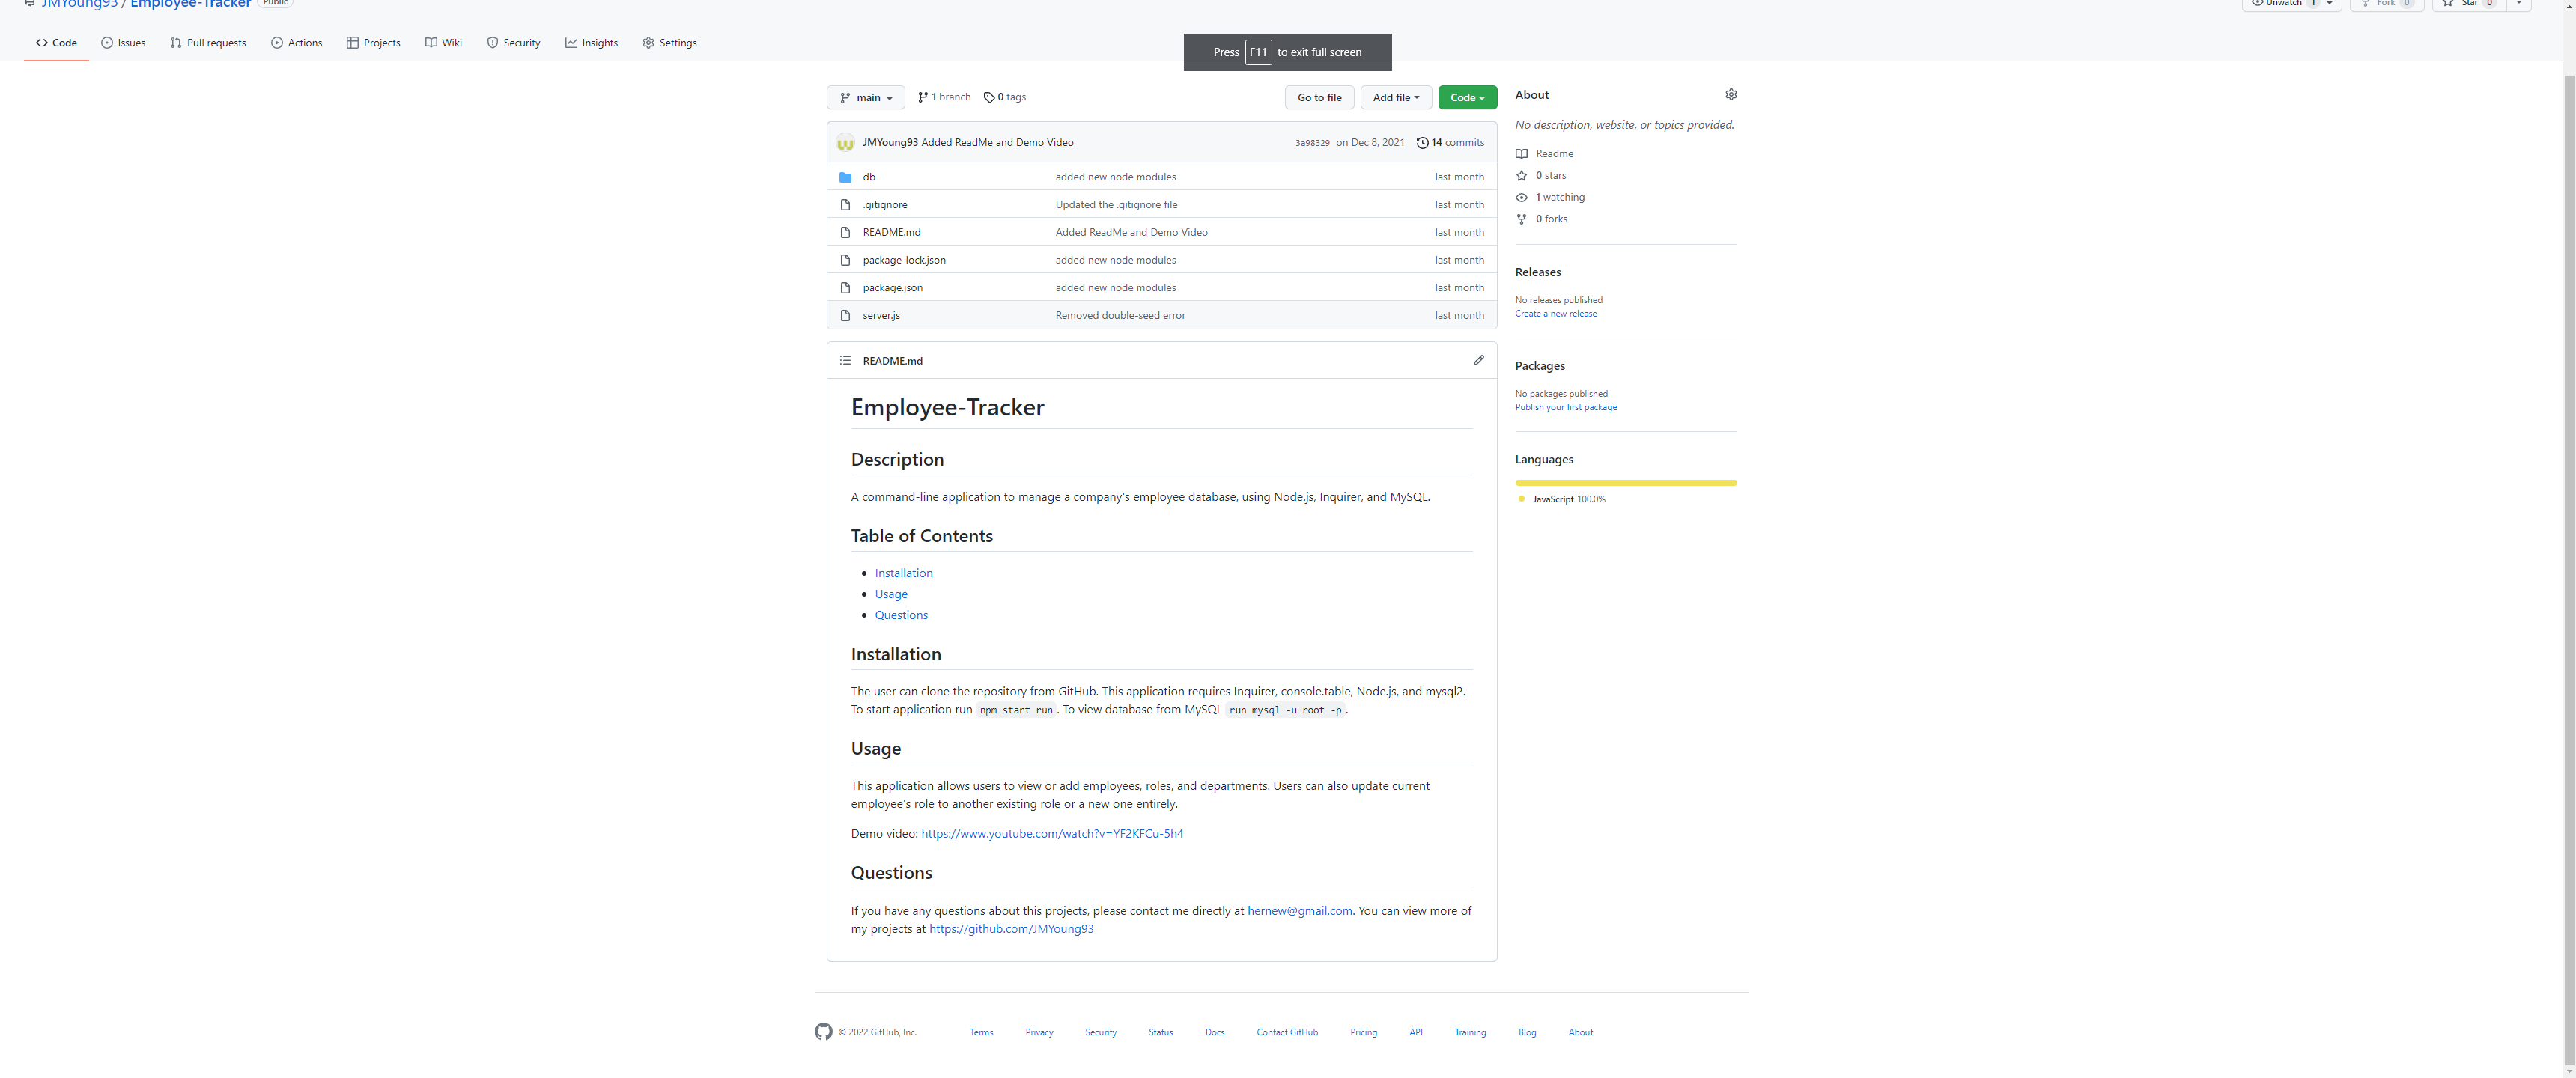 JMYoung93 / Employee-Tracker Public
Unwatch 1 Fork 0 Star 0
Code Issues Pull requests Actions Projects Wiki Security Insights Settings
Press F11 to exit full screen
main 1 branch 0 tags Go to file Add file Code
JMYoung93 Added ReadMe and Demo Video 3a98329 on Dec 8, 2021 14 commits
db added new node modules last month
.gitignore Updated the .gitignore file last month
README.md Added ReadMe and Demo Video last month
package-lock.json added new node modules last month
package.json added new node modules last month
server.js Removed double-seed error last month
README.md
Employee-Tracker
Description
A command-line application to manage a company's employee database, using Node.js, Inquirer, and MySQL.
Table of Contents
Installation
Usage
Questions
Installation
The user can clone the repository from GitHub. This application requires Inquirer, console.table, Node.js, and mysql2.
To start application run npm start run . To view database from MySQL run mysql -u root -p .
Usage
This application allows users to view or add employees, roles, and departments. Users can also update current
employee's role to another existing role or a new one entirely.
Demo video: https://www.youtube.com/watch?v=YF2KFCu-5h4
Questions
If you have any questions about this projects, please contact me directly at hernew@gmail.com. You can view more of
my projects at https://github.com/JMYoung93
About
No description, website, or topics provided.
Readme
0 stars
1 watching
0 forks
Releases
No releases published
Create a new release
Packages
No packages published
Publish your first package
Languages
JavaScript 100.0%
© 2022 GitHub, Inc. Terms Privacy Security Status Docs Contact GitHub Pricing API Training Blog About